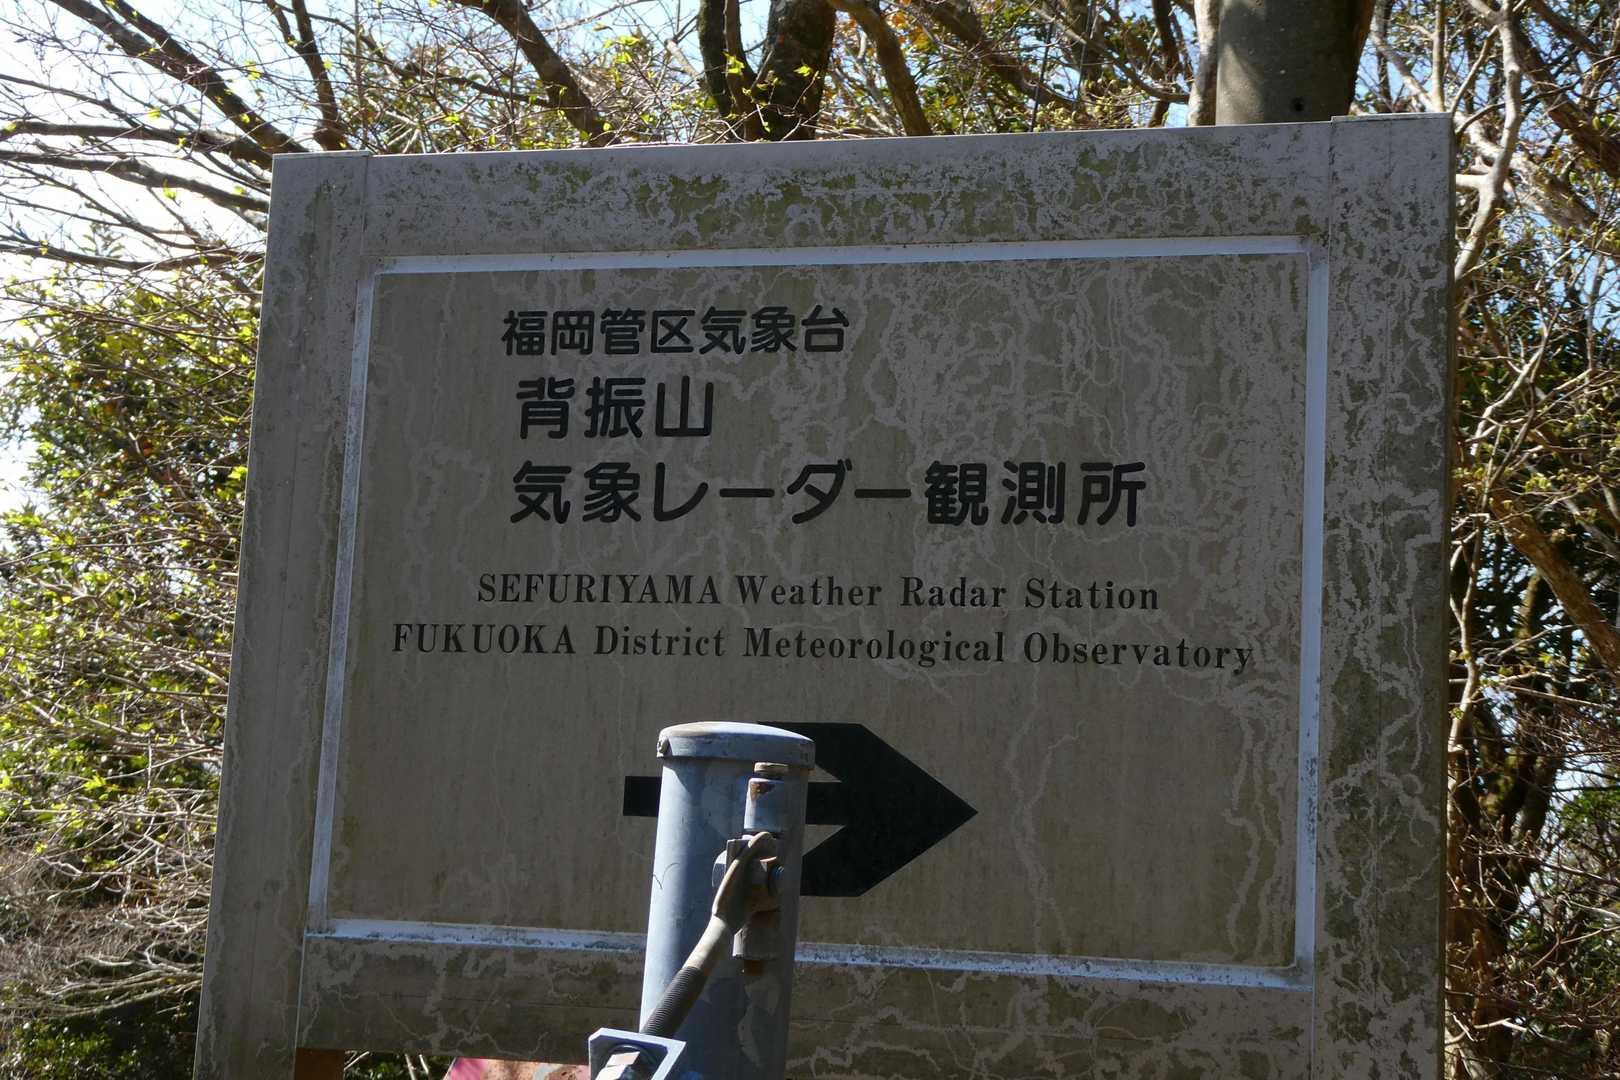 福岡管区気象台
背振山
気象レーダー観測所
SEFURIYAMA Weather Radar Station
FUKUOKA District Meteorological Observatory